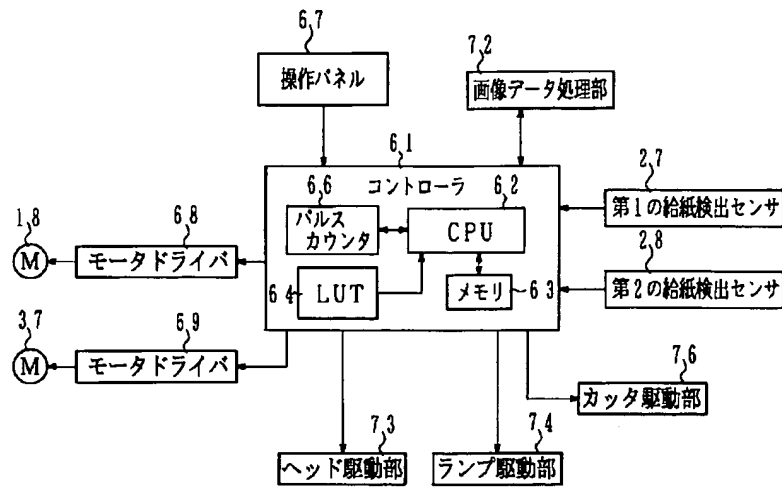 67
操作パネル
72
画像データ処理部
61
コントローラ
66
パルス
カウンタ
62
CPU
27
第1の給紙検出センサ
18
M
68
モータドライバ
64
LUT
メモリ
63
28
第2の給紙検出センサ
37
M
69
モータドライバ
76
カッタ駆動部
73
ヘッド駆動部
74
ランプ駆動部